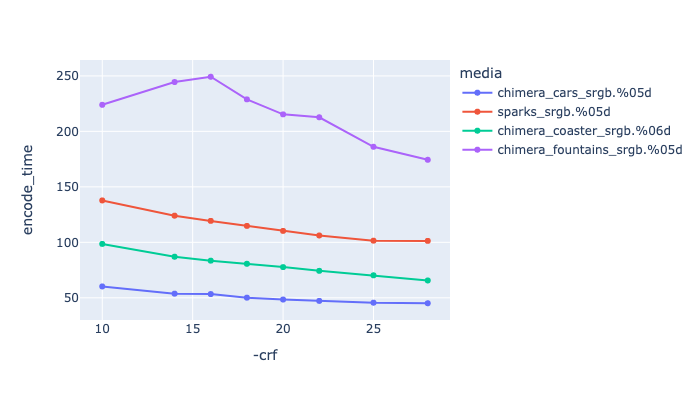 250
200
150
100
50
encode_time
10
15
20
25
-crf
media
chimera_cars_srgb.%05d
sparks_srgb.%05d
chimera_coaster_srgb.%06d
chimera_fountains_srgb.%05d